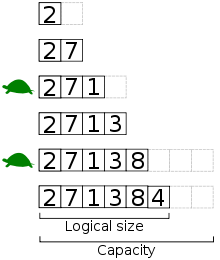 2
2 7
2 7 1
2 7 1 3
2 7 1 3 8
2 7 1 3 8 4
Logical size
Capacity